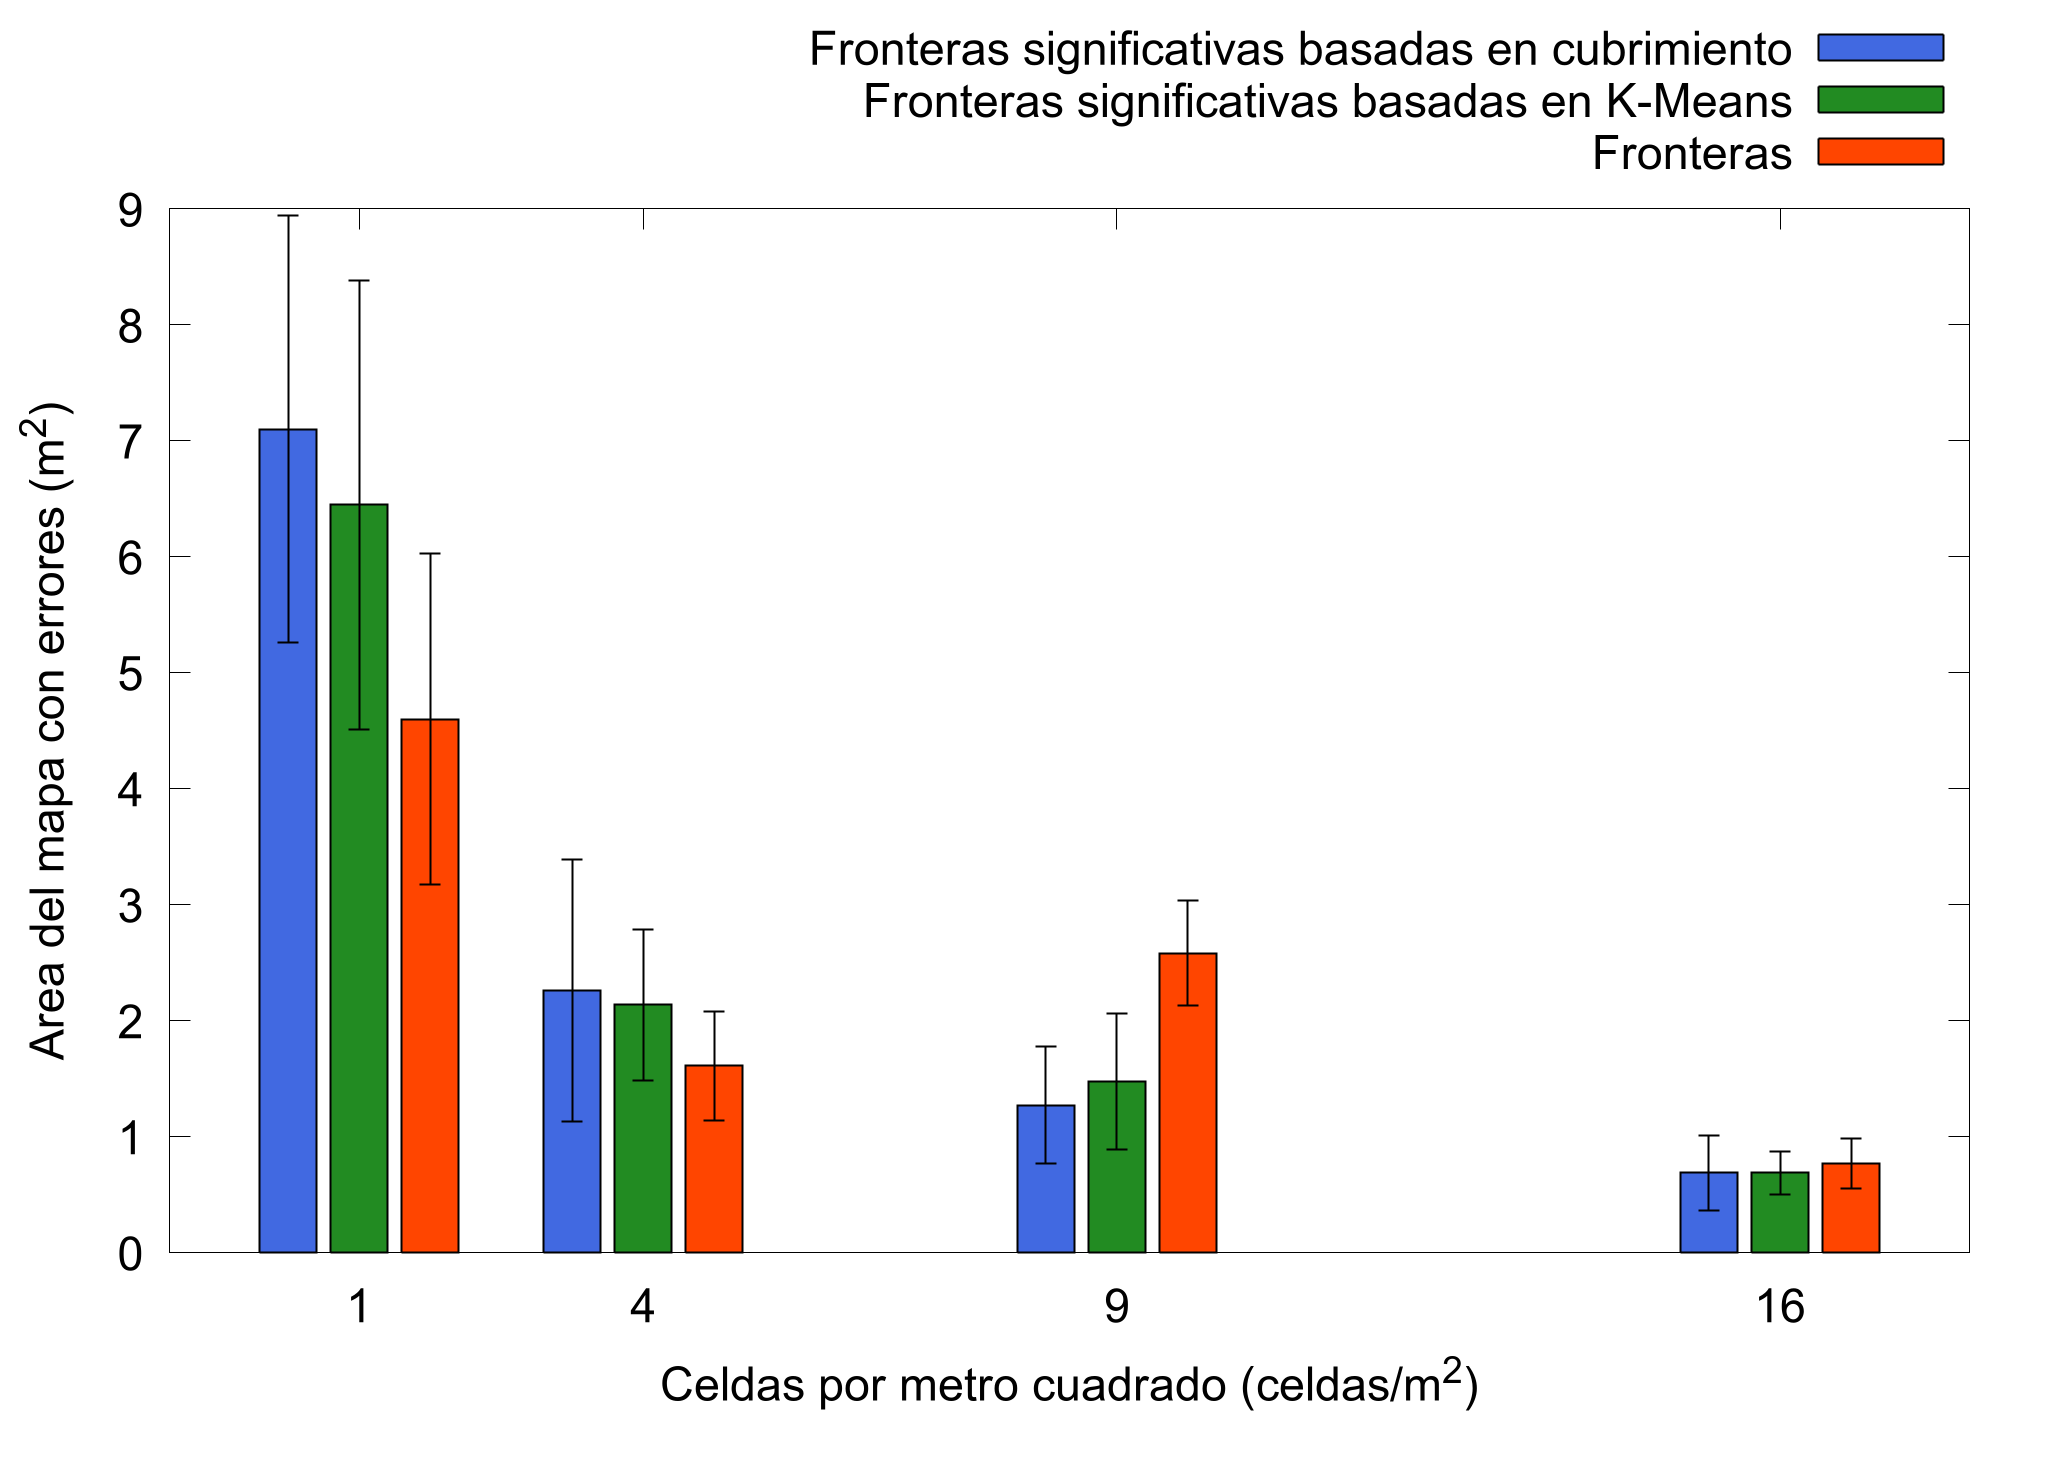 Fronteras significativas basadas en cubrimiento
Fronteras significativas basadas en K-Means
Fronteras
9
8
7
6
5
4
3
2
1
0
Area del mapa con errores (m²)
1 4 9 16
Celdas por metro cuadrado (celdas/m²)